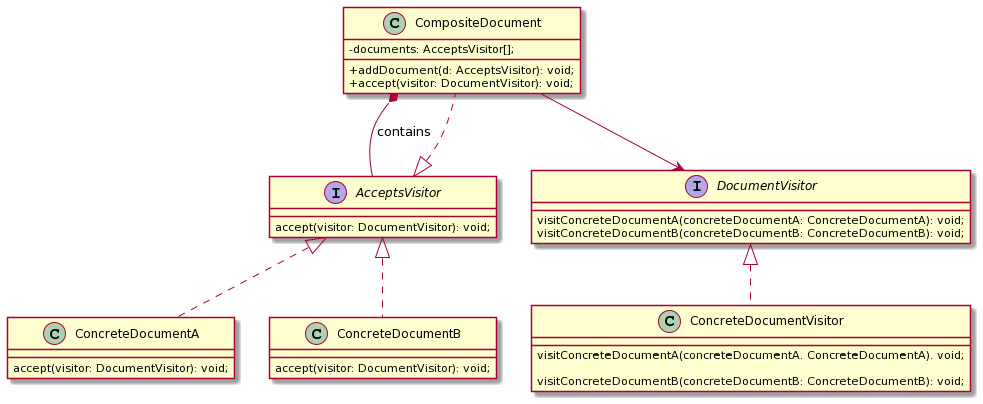 C CompositeDocument
-documents: AcceptsVisitor[];
+addDocument(d: AcceptsVisitor): void;
+accept(visitor: DocumentVisitor): void;
contains
I AcceptsVisitor
accept(visitor: DocumentVisitor): void;
I DocumentVisitor
visitConcreteDocumentA(concreteDocumentA: ConcreteDocumentA): void;
visitConcreteDocumentB(concreteDocumentB: ConcreteDocumentB): void;
C ConcreteDocumentA
accept(visitor: DocumentVisitor): void;
C ConcreteDocumentB
accept(visitor: DocumentVisitor): void;
C ConcreteDocumentVisitor
visitConcreteDocumentA(concreteDocumentA. ConcreteDocumentA). void;
visitConcreteDocumentB(concreteDocumentB: ConcreteDocumentB): void;